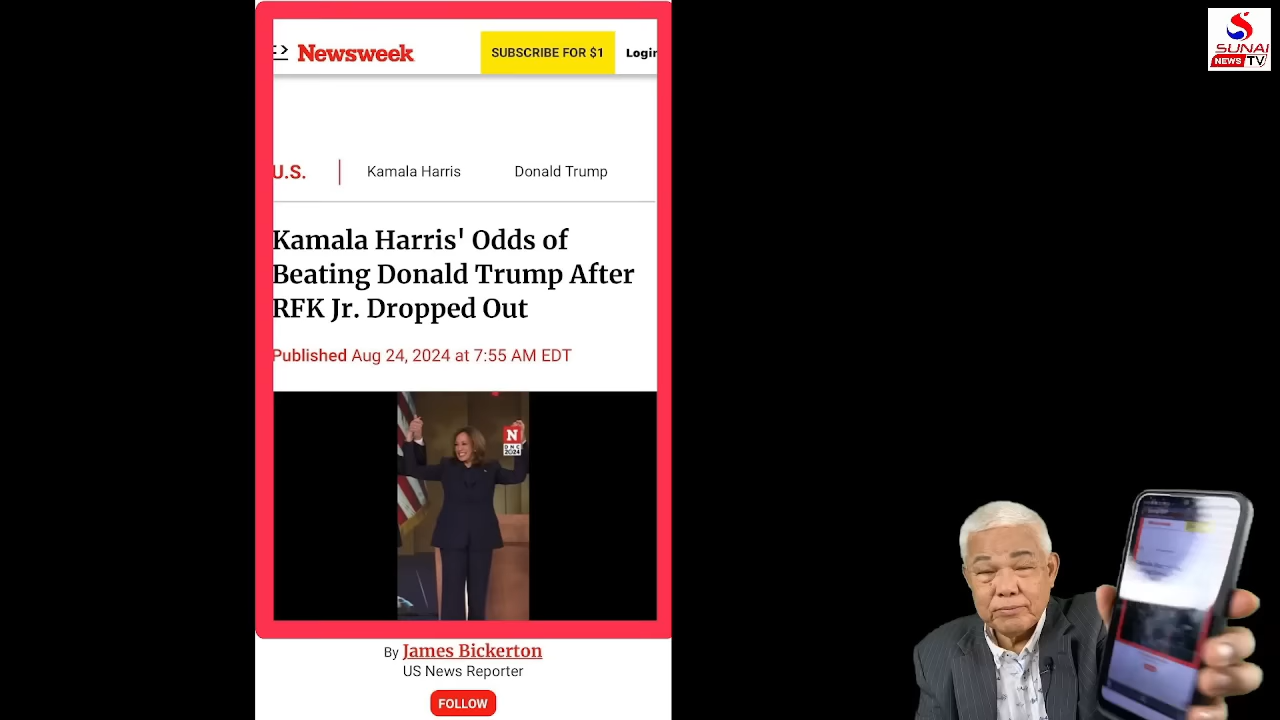 Newsweek
SUBSCRIBE FOR $1
Login
SUNAI
NEWS TV
U.S.
Kamala Harris
Donald Trump
Kamala Harris' Odds of
Beating Donald Trump After
RFK Jr. Dropped Out
Published Aug 24, 2024 at 7:55 AM EDT
N
DNC
2024
By James Bickerton
US News Reporter
FOLLOW